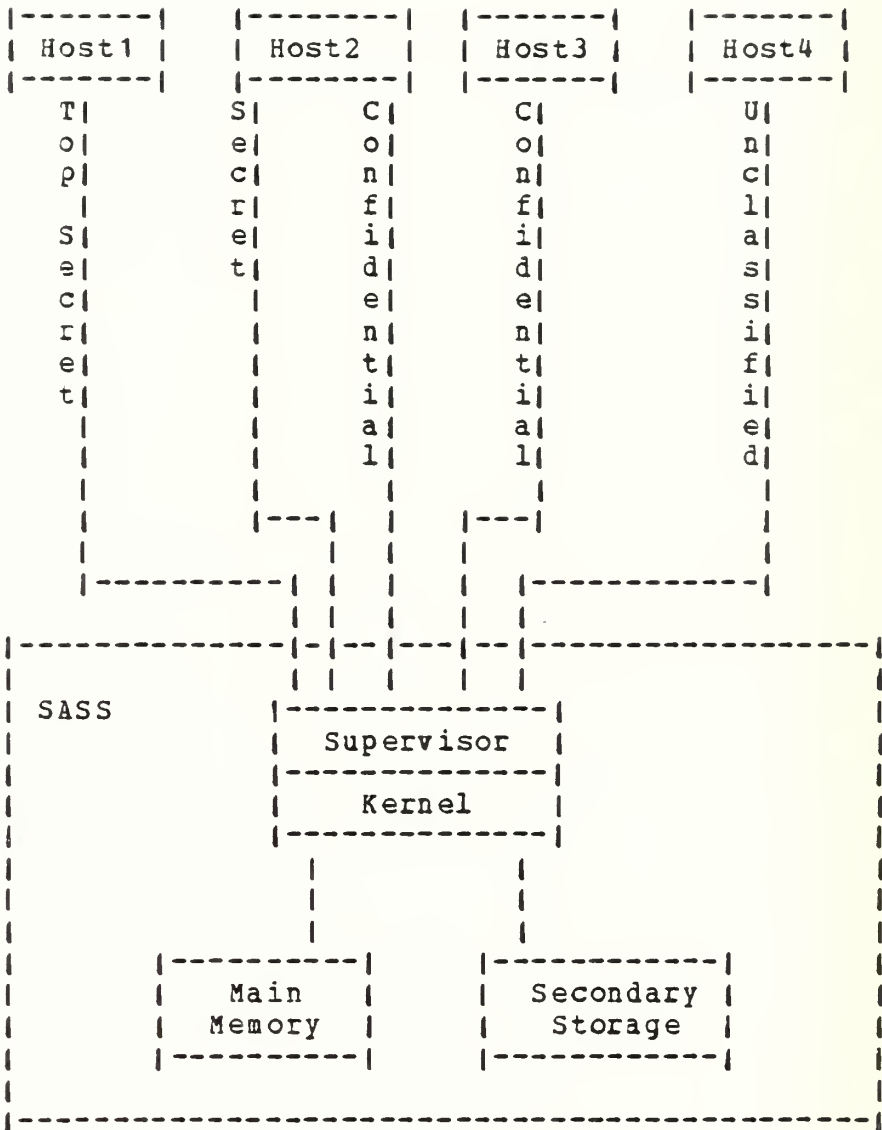 Host1 Host2 Host3 Host4
Top Secret
Secret
Confidential
Confidential
Unclassified
SASS
Supervisor
Kernel
Main
Memory
Secondary
Storage